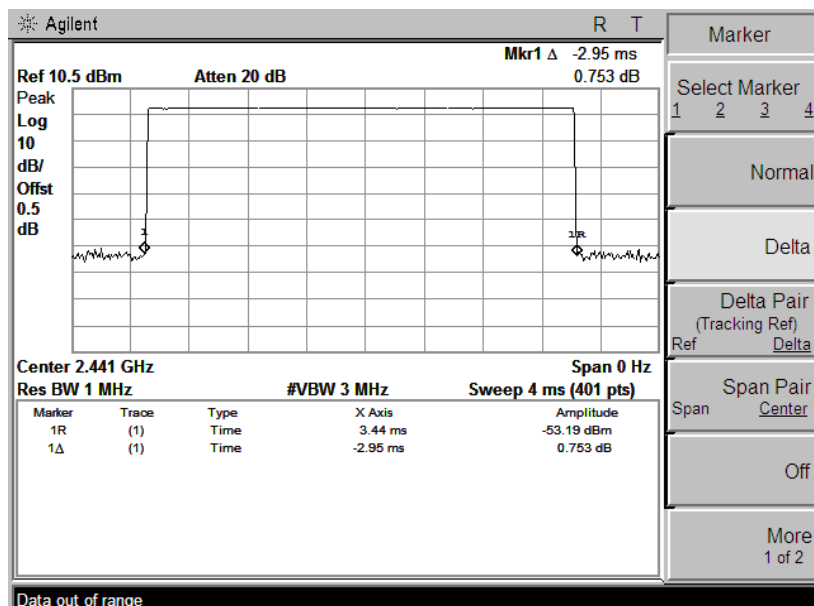 Agilent R T
Mkr1 Δ -2.95 ms
Ref 10.5 dBm Atten 20 dB 0.753 dB
Peak
Log
10
dB/
Offst
0.5
dB
1
1R
Center 2.441 GHz Span 0 Hz
Res BW 1 MHz #VBW 3 MHz Sweep 4 ms (401 pts)
Marker Trace Type X Axis Amplitude
1R (1) Time 3.44 ms -53.19 dBm
1Δ (1) Time -2.95 ms 0.753 dB
Data out of range
Marker
Select Marker
1 2 3 4
Normal
Delta
Delta Pair
(Tracking Ref)
Ref Delta
Span Pair
Span Center
Off
More
1 of 2